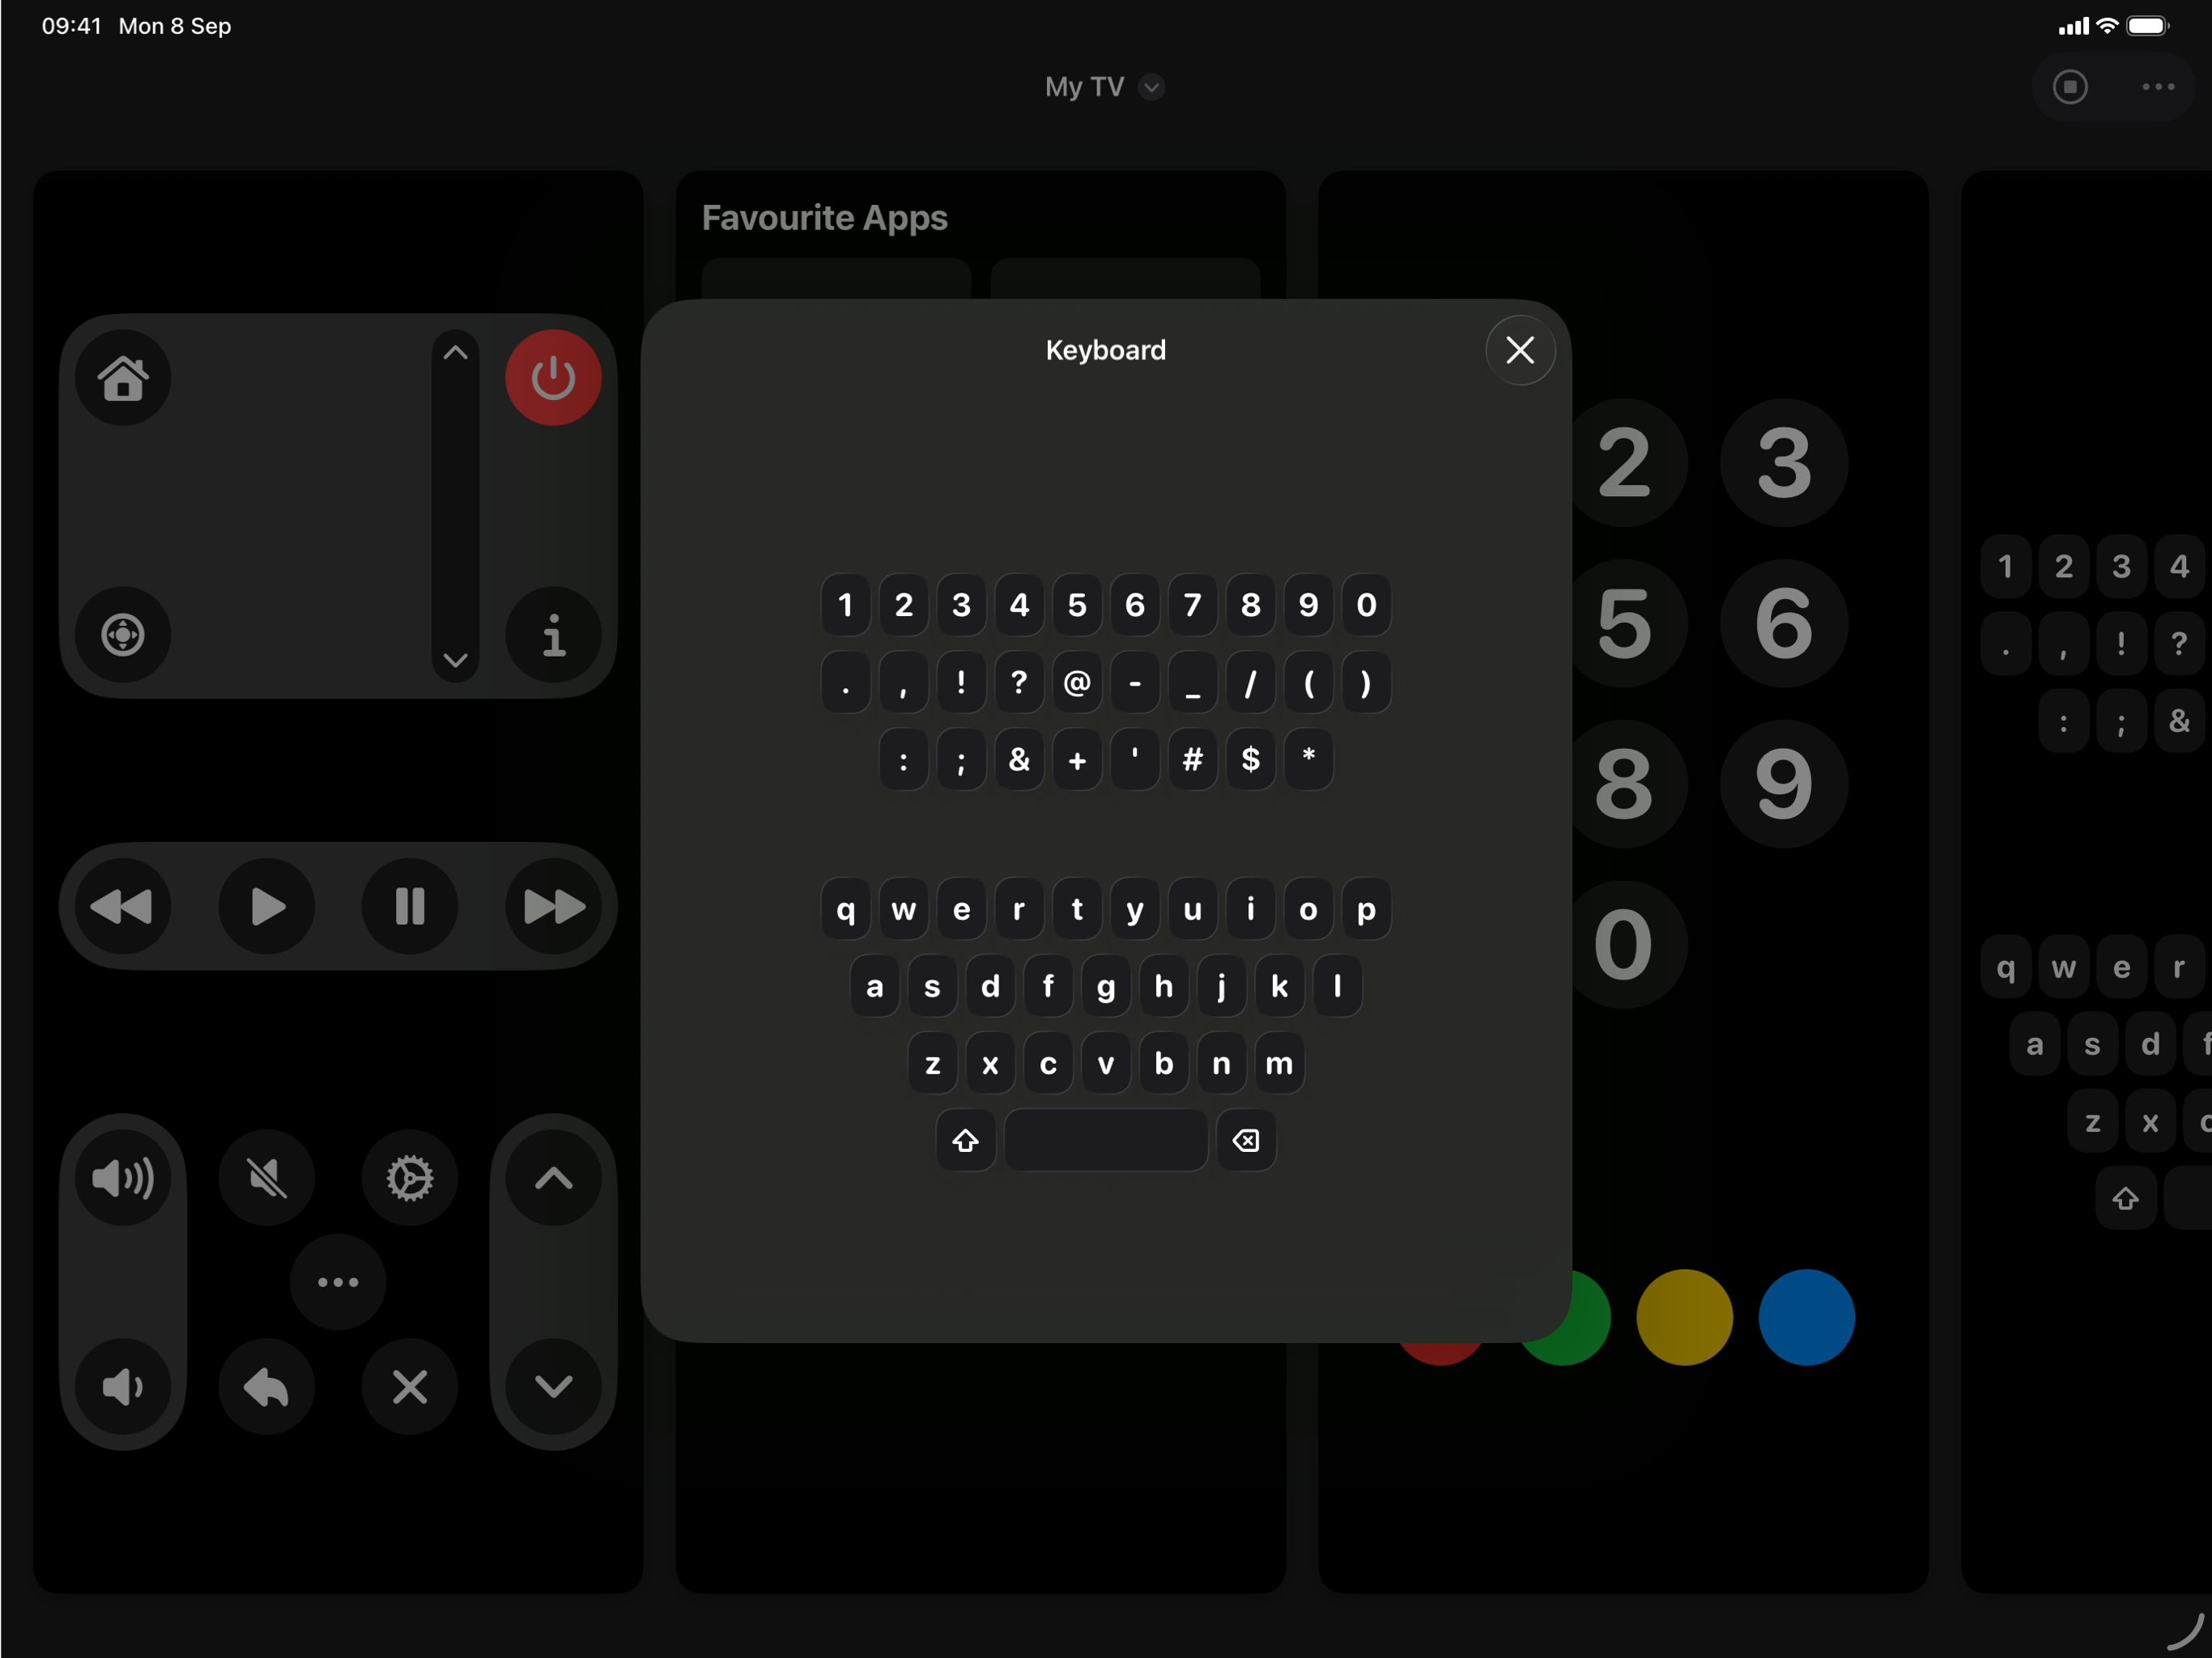 09:41 Mon 8 Sep
My TV
Favourite Apps
Keyboard
1 2 3 4 5 6 7 8 9 0
. , ! ? @ - _ / ( )
: ; & + ' # $ *
q w e r t y u i o p
a s d f g h j k l
z x c v b n m
2 3
5 6
8 9
0
1 2 3 4
. , ! ?
: ; &
q w e r
a s d f
z x c